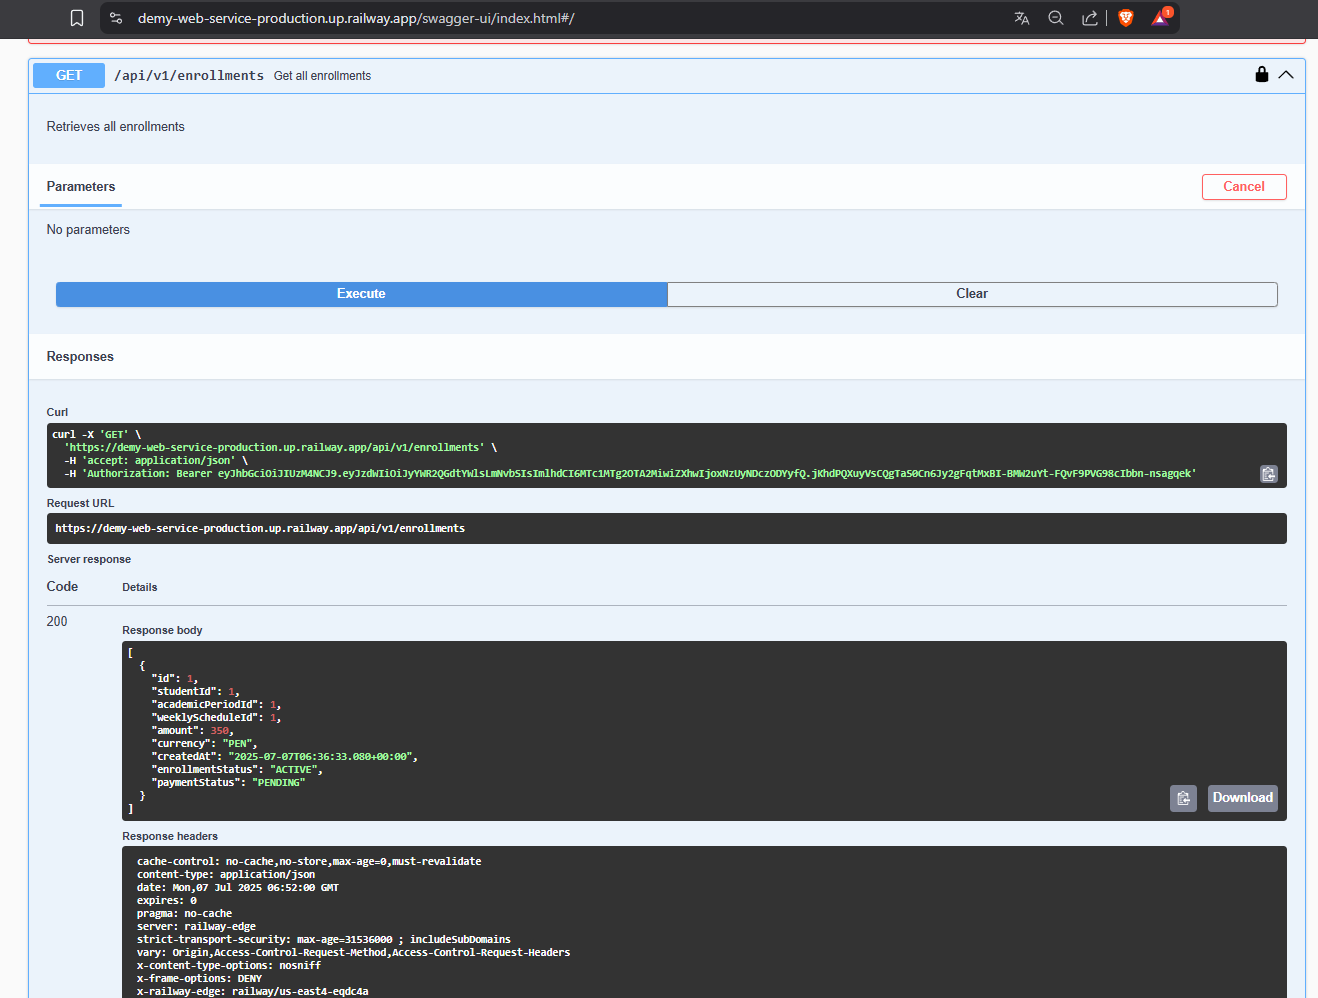 demy-web-service-production.up.railway.app/swagger-ui/index.html#/
1
GET /api/v1/enrollments Get all enrollments
Retrieves all enrollments
Parameters
Cancel
No parameters
Execute
Clear
Responses
Curl
curl -X 'GET' \
'https://demy-web-service-production.up.railway.app/api/v1/enrollments' \
-H 'accept: application/json' \
-H 'Authorization: Bearer
Request URL
https://demy-web-service-production.up.railway.app/api/v1/enrollments
Server response
Code Details
200
Response body
[
{
"id": 1,
"studentId": 1,
"academicPeriodId": 1,
"weeklyScheduleId": 1,
"amount": 350,
"currency": "PEN",
"createdAt": "2025-07-07T06:36:33.080+00:00",
"enrollmentStatus": "ACTIVE",
"paymentStatus": "PENDING"
}
]
Download
Response headers
cache-control: no-cache,no-store,max-age=0,must-revalidate
content-type: application/json
date: Mon,07 Jul 2025 06:52:00 GMT
expires: 0
pragma: no-cache
server: railway-edge
strict-transport-security: max-age=31536000 ; includeSubDomains
vary: Origin,Access-Control-Request-Method,Access-Control-Request-Headers
x-content-type-options: nosniff
x-frame-options: DENY
x-railway-edge: railway/us-east4-eqdc4a